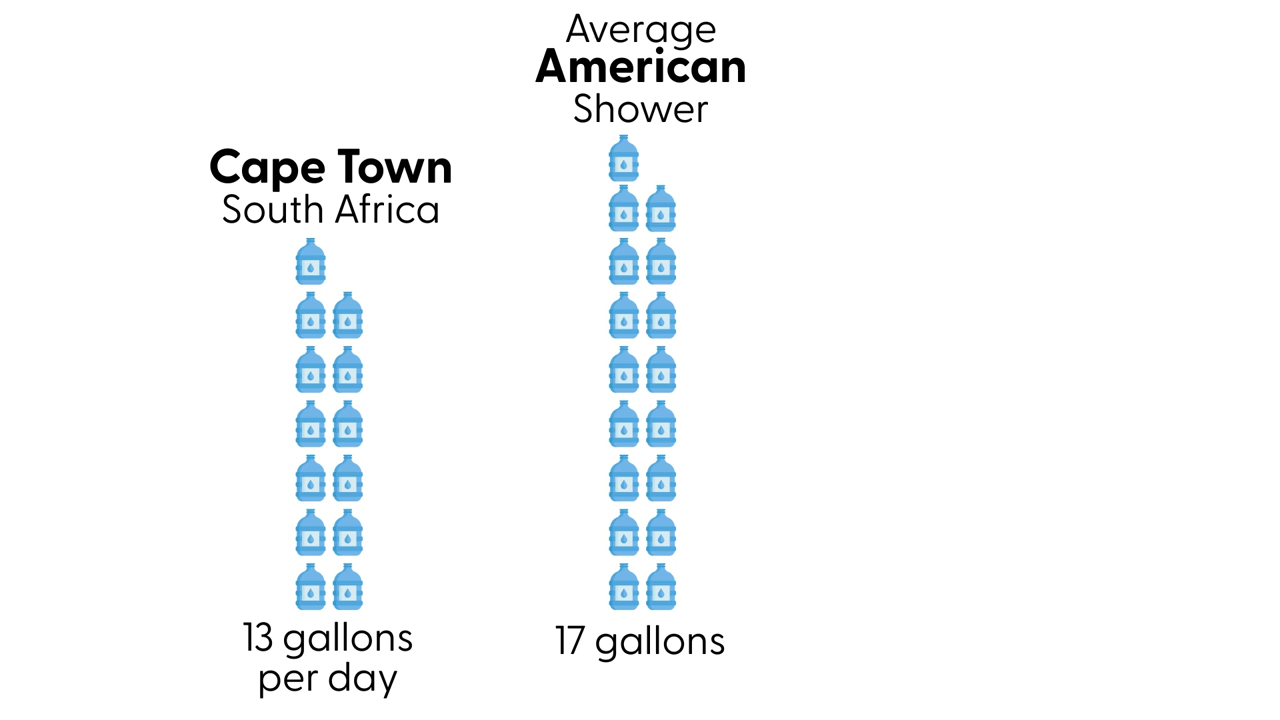 Cape Town
South Africa
13 gallons
per day
Average
American
Shower
17 gallons